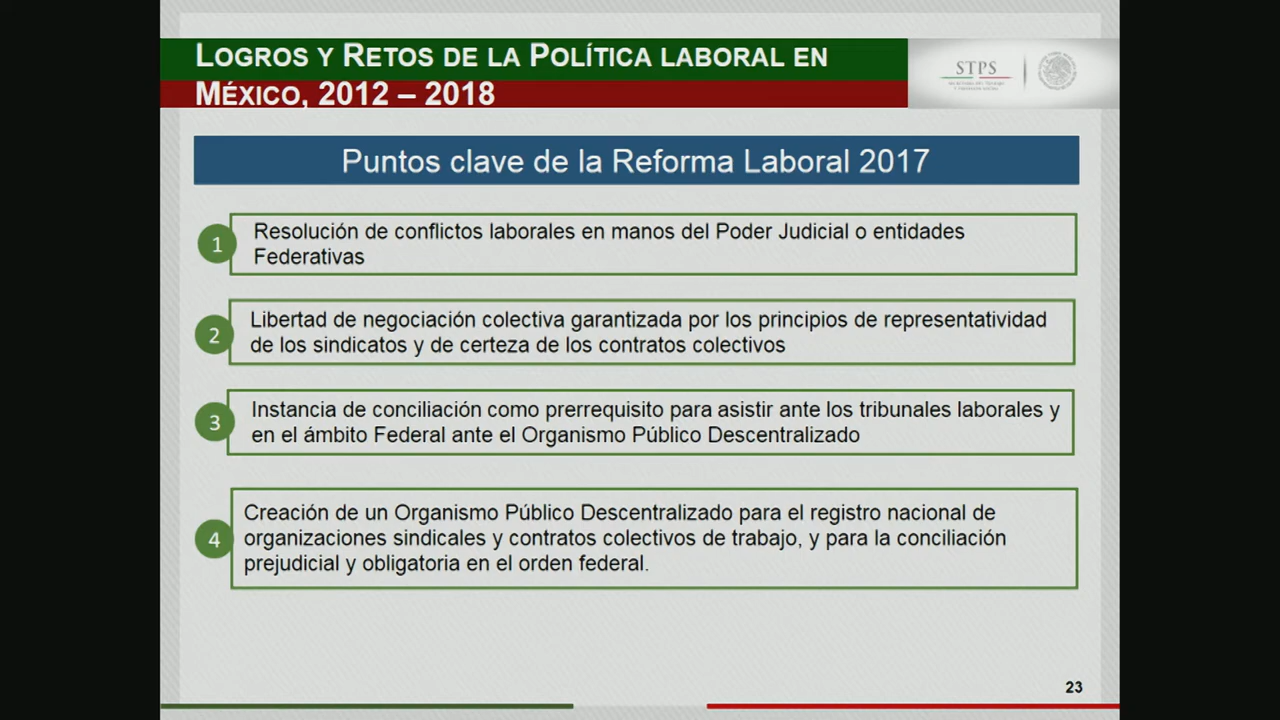 LOGROS Y RETOS DE LA POLÍTICA LABORAL EN
MÉXICO, 2012 – 2018
STPS
Puntos clave de la Reforma Laboral 2017
1
Resolución de conflictos laborales en manos del Poder Judicial o entidades
Federativas
2
Libertad de negociación colectiva garantizada por los principios de representatividad
de los sindicatos y de certeza de los contratos colectivos
3
Instancia de conciliación como prerrequisito para asistir ante los tribunales laborales y
en el ámbito Federal ante el Organismo Público Descentralizado
4
Creación de un Organismo Público Descentralizado para el registro nacional de
organizaciones sindicales y contratos colectivos de trabajo, y para la conciliación
prejudicial y obligatoria en el orden federal.
23